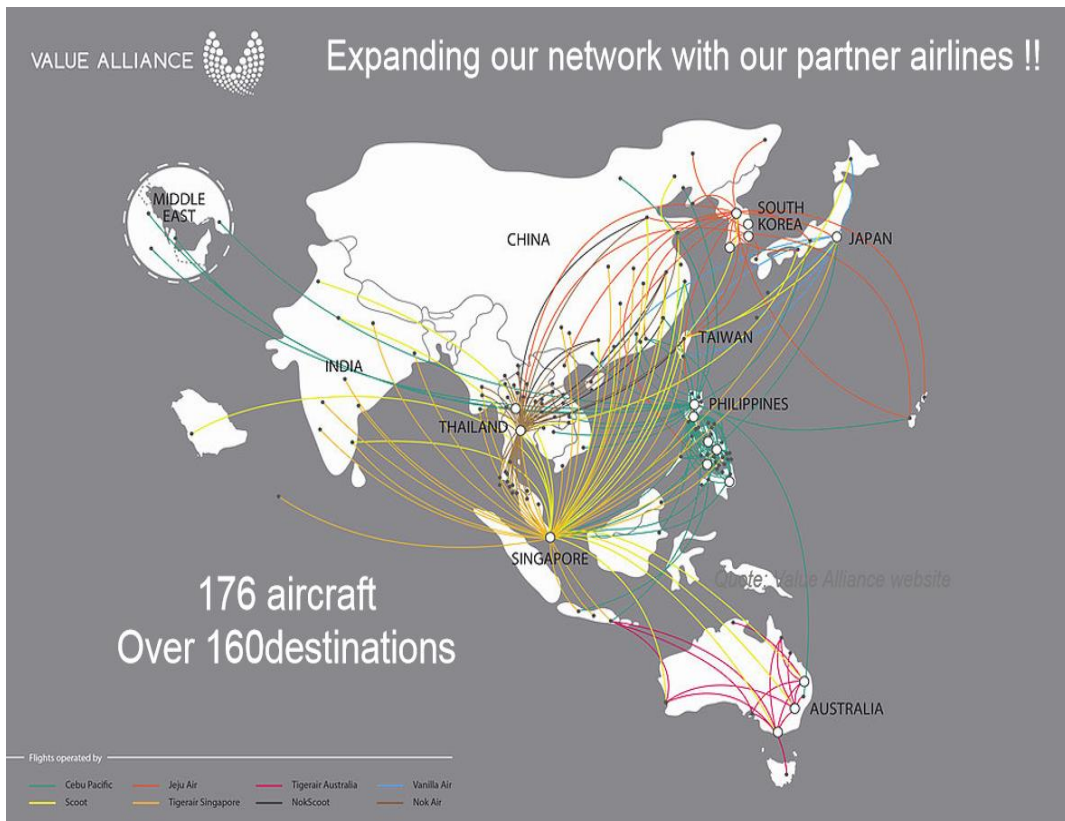 VALUE ALLIANCE
Expanding our network with our partner airlines !!
MIDDLE
EAST
CHINA
SOUTH
KOREA
JAPAN
TAIWAN
INDIA
PHILIPPINES
THAILAND
SINGAPORE
Quote; Value Alliance website
176 aircraft
Over 160destinations
AUSTRALIA
Flights operated by
Cebu Pacific Jeju Air Tigerair Australia Vanilla Air
Scoot Tigerair Singapore NokScoot Nok Air